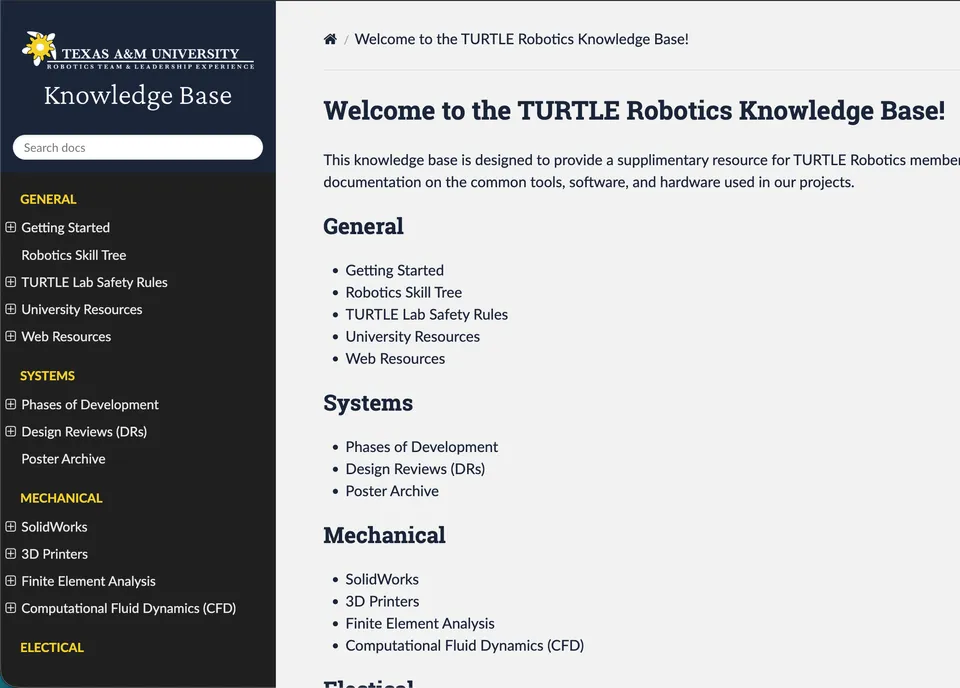 TEXAS A&M UNIVERSITY
ROBOTICS TEAM & LEADERSHIP EXPERIENCE
Knowledge Base
Search docs
GENERAL
Getting Started
Robotics Skill Tree
TURTLE Lab Safety Rules
University Resources
Web Resources
SYSTEMS
Phases of Development
Design Reviews (DRs)
Poster Archive
MECHANICAL
SolidWorks
3D Printers
Finite Element Analysis
Computational Fluid Dynamics (CFD)
ELECTICAL
/ Welcome to the TURTLE Robotics Knowledge Base!
Welcome to the TURTLE Robotics Knowledge Base!
This knowledge base is designed to provide a supplimentary resource for TURTLE Robotics member
documentation on the common tools, software, and hardware used in our projects.
General
• Getting Started
• Robotics Skill Tree
• TURTLE Lab Safety Rules
• University Resources
• Web Resources
Systems
• Phases of Development
• Design Reviews (DRs)
• Poster Archive
Mechanical
• SolidWorks
• 3D Printers
• Finite Element Analysis
• Computational Fluid Dynamics (CFD)
Electical